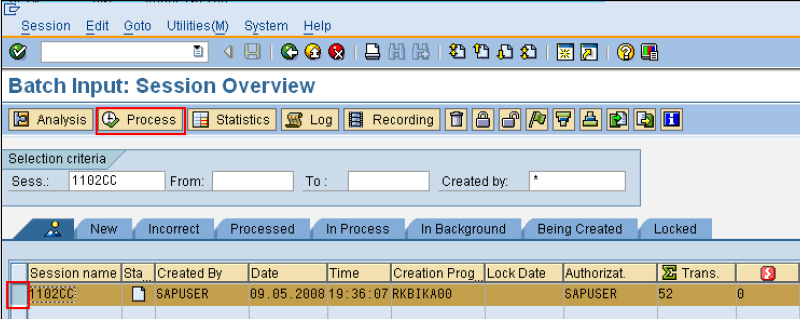 Session Edit Goto Utilities(M) System Help
Batch Input: Session Overview
Analysis Process Statistics Log Recording
Selection criteria
Sess.: 1102CC From: To : Created by: *
New Incorrect Processed In Process In Background Being Created Locked
Session name Sta Created By Date Time Creation Prog Lock Date Authorizat. Trans.
1102CC SAPUSER 09.05.2008 19:36:07 RKBIKA00 SAPUSER 52 0